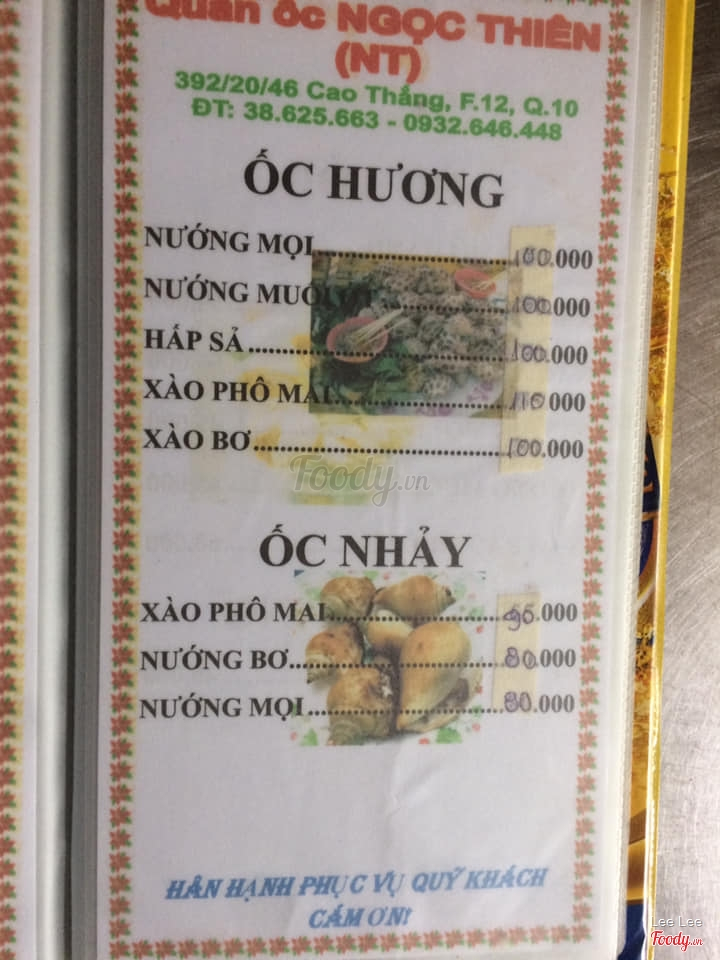 Quán ốc NGỌC THIÊN
(NT)
392/20/46 Cao Thắng, F.12, Q.10
ĐT: 38.625.663 - 0932.646.448
ỐC HƯƠNG
NƯỚNG MỌI.....................100.000
NƯỚNG MUỐI ỚT.....................100.000
HẤP SẢ.....................100.000
XÀO PHÔ MAI.....................110.000
XÀO BƠ.....................100.000
Foody.vn
ỐC NHẢY
XÀO PHÔ MAI.....................000
NƯỚNG BƠ.....................80.000
NƯỚNG MỌI.....................80.000
HÂN HẠNH PHỤC VỤ QUÝ KHÁCH
CÁM ƠN!
Lee Lee
Foody.vn